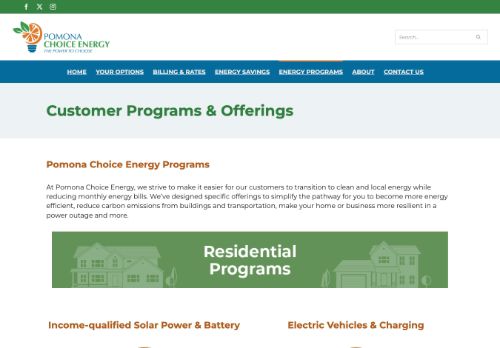 POMONA
CHOICE ENERGY
THE POWER TO CHOOSE
Search...
HOME YOUR OPTIONS BILLING & RATES ENERGY SAVINGS ENERGY PROGRAMS ABOUT CONTACT US
Customer Programs & Offerings
Pomona Choice Energy Programs
At Pomona Choice Energy, we strive to make it easier for our customers to transition to clean and local energy while
reducing monthly energy bills. We've designed specific offerings to simplify the pathway for you to become more energy
efficient, reduce carbon emissions from buildings and transportation, make your home or business more resilient in a
power outage and more.
Residential
Programs
Income-qualified Solar Power & Battery
Electric Vehicles & Charging